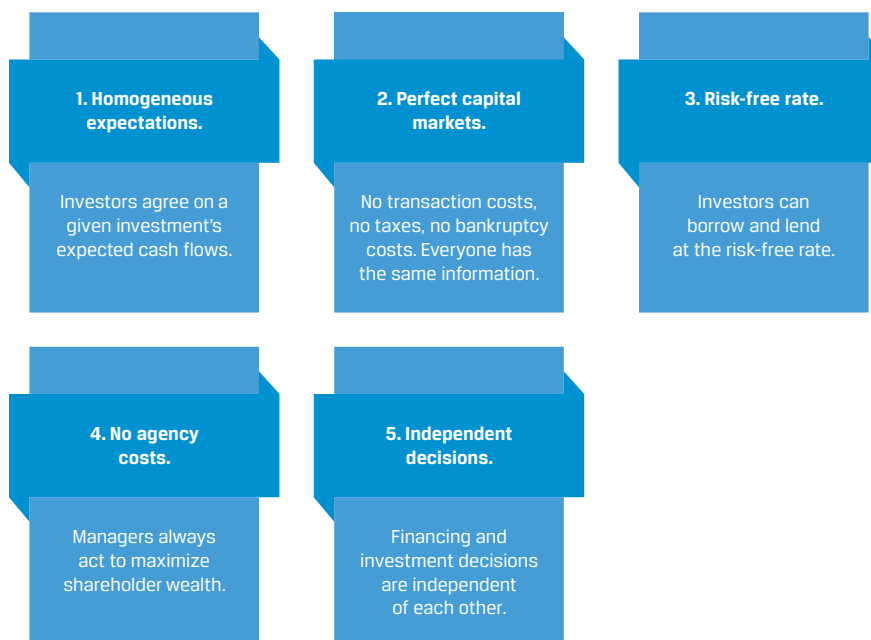 1. Homogeneous
expectations.
Investors agree on a
given investment's
expected cash flows.
2. Perfect capital
markets.
No transaction costs,
no taxes, no bankruptcy
costs. Everyone has
the same information.
3. Risk-free rate.
Investors can
borrow and lend
at the risk-free rate.
4. No agency
costs.
Managers always
act to maximize
shareholder wealth.
5. Independent
decisions.
Financing and
investment decisions
are independent
of each other.